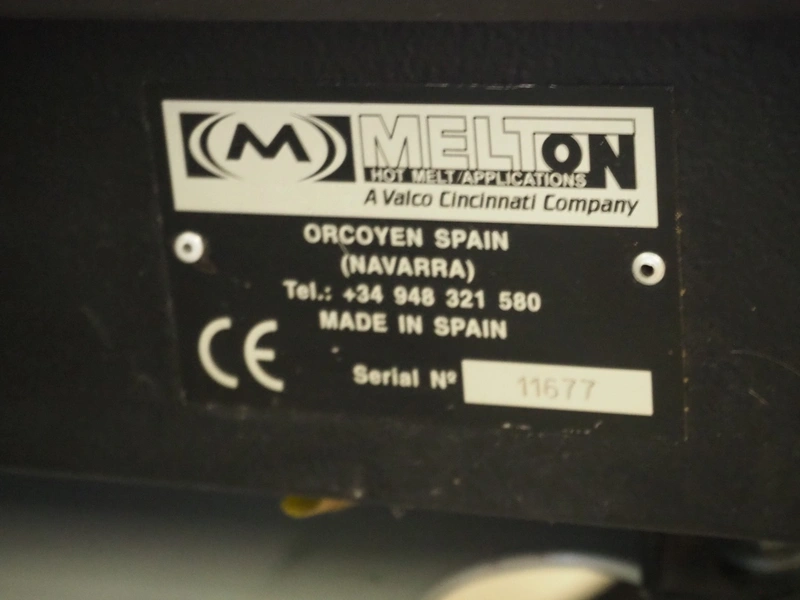 M MELTON
HOT MELT/APPLICATIONS
A Valco Cincinnati Company
ORCOYEN SPAIN
(NAVARRA)
Tel.: +34 948 321 580
MADE IN SPAIN
CE
Serial Nº 11677